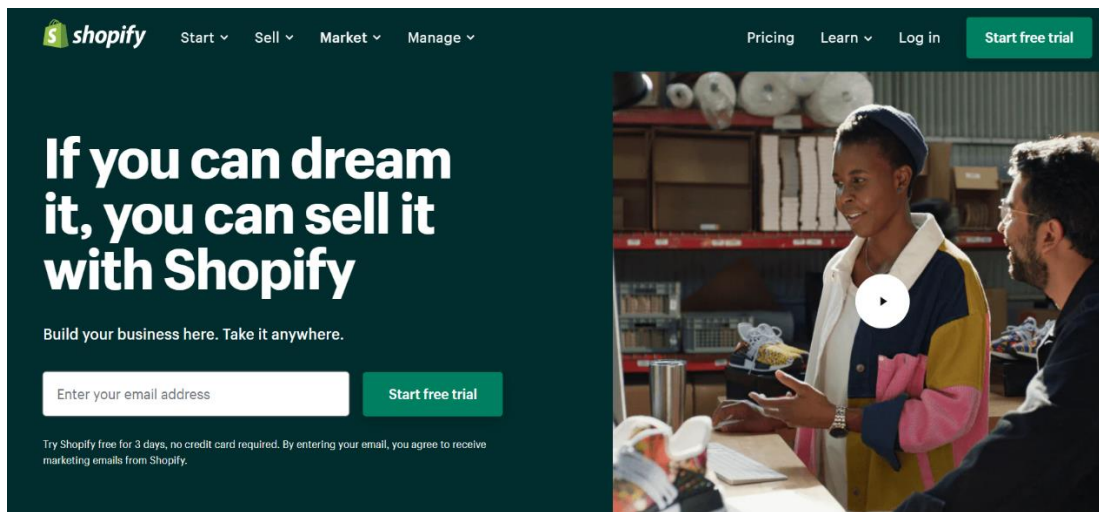 shopify
Start
Sell
Market
Manage
Pricing
Learn
Log in
Start free trial
If you can dream
it, you can sell it
with Shopify
Build your business here. Take it anywhere.
Enter your email address
Start free trial
Try Shopify free for 3 days, no credit card required. By entering your email, you agree to receive
marketing emails from Shopify.